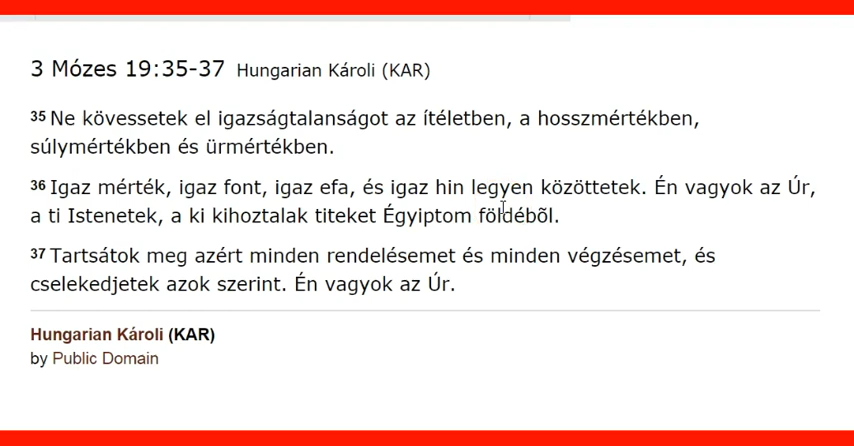 3 Mózes 19:35-37 Hungarian Károli (KAR)
35 Ne kövessetek el igazságtalanságot az ítéletben, a hosszmértékben,
súlymértékben és ürmértékben.
36 Igaz mérték, igaz font, igaz efa, és igaz hin legyen közöttetek. Én vagyok az Úr,
a ti Istenetek, a ki kihoztalak titeket Égyiptom földébõl.
37 Tartsátok meg azért minden rendelésemet és minden végzésemet, és
cselekedjetek azok szerint. Én vagyok az Úr.
Hungarian Károli (KAR)
by Public Domain